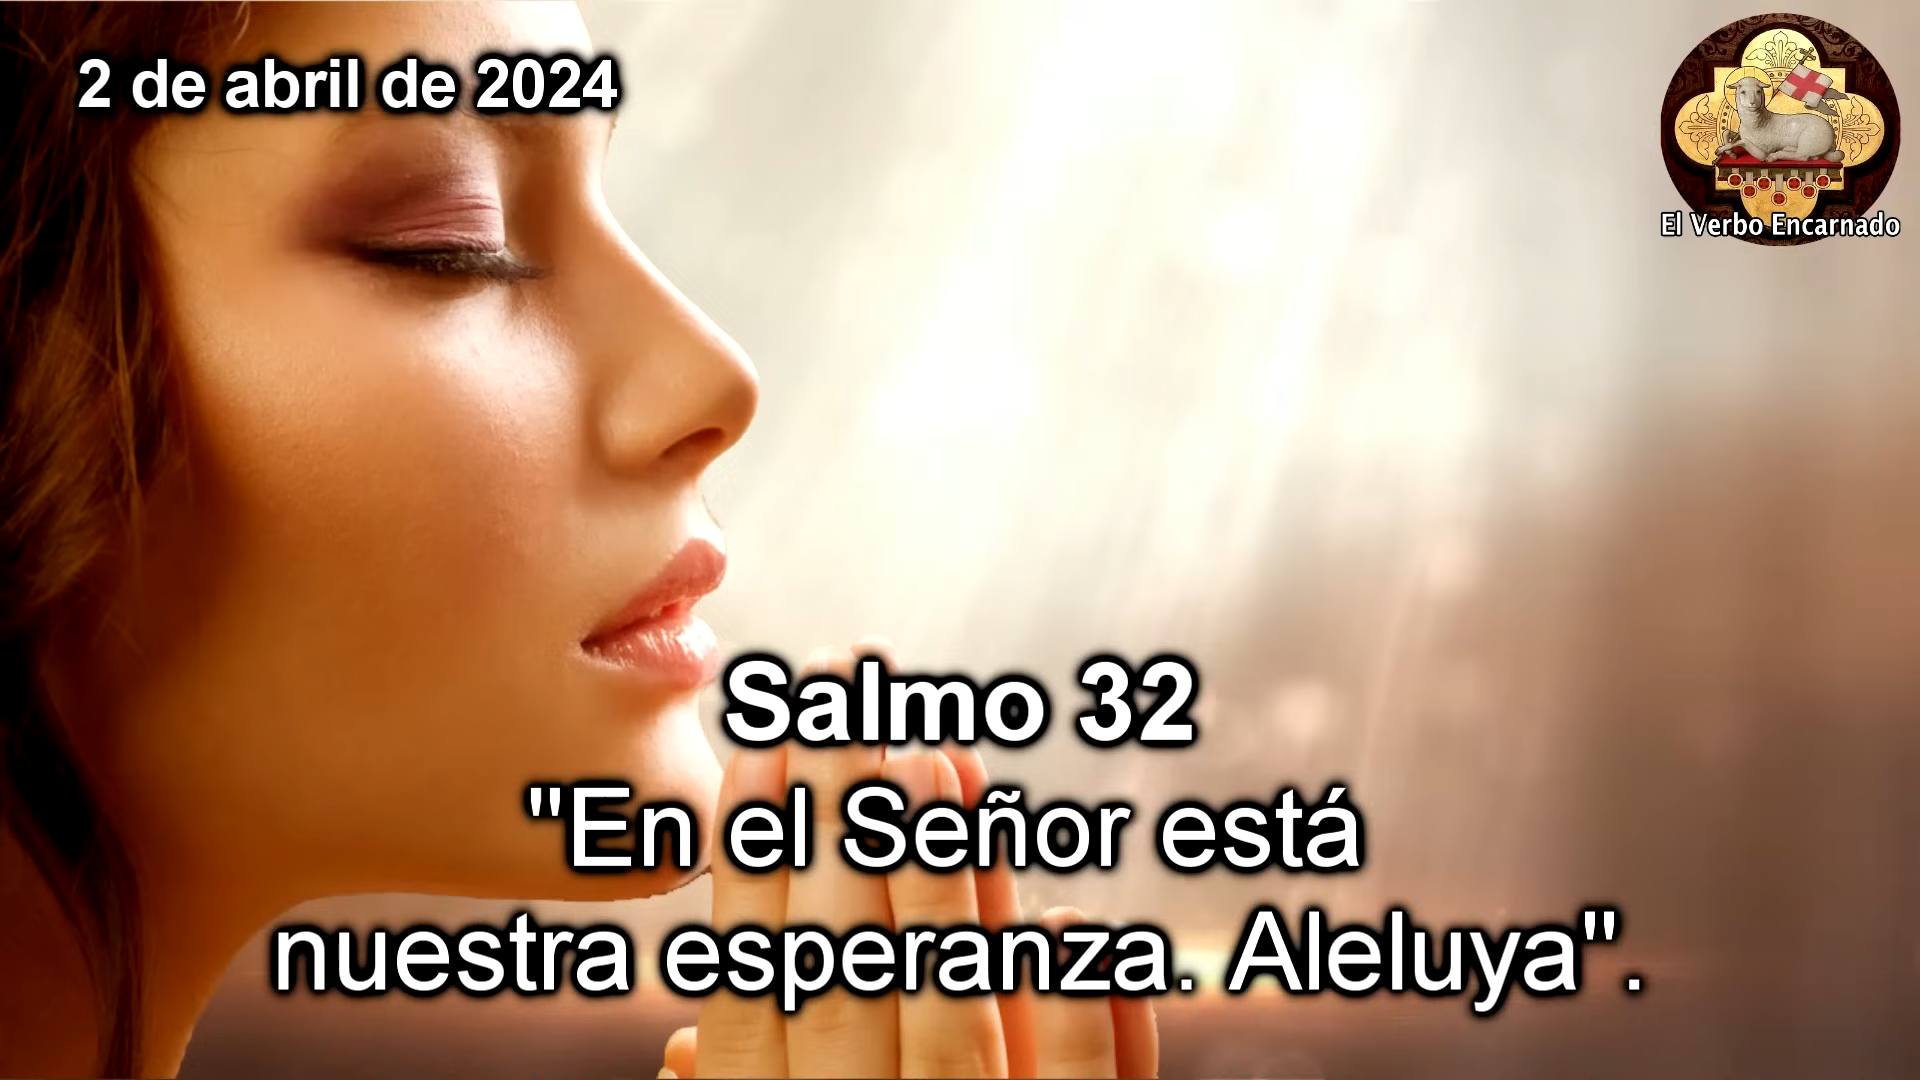 2 de abril de 2024
El Verbo Encarnado
Salmo 32
"En el Señor está
nuestra esperanza. Aleluya".